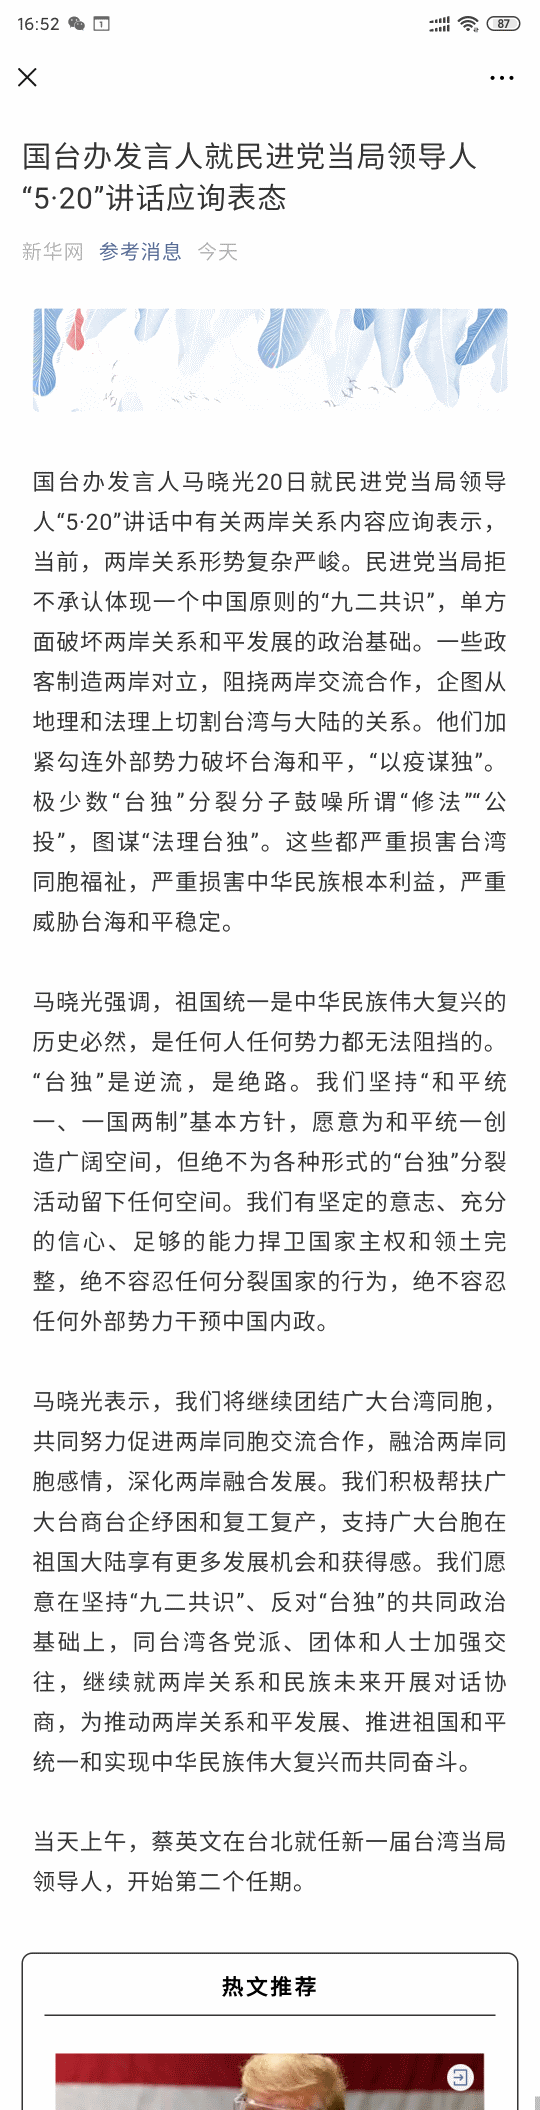 16:52
1
87
国台办发言人就民进党当局领导人
“5·20”讲话应询表态
新华网 参考消息 今天
国台办发言人马晓光20日就民进党当局领导
人“5·20”讲话中有关两岸关系内容应询表示，
当前，两岸关系形势复杂严峻。民进党当局拒
不承认体现一个中国原则的“九二共识”，单方
面破坏两岸关系和平发展的政治基础。一些政
客制造两岸对立，阻挠两岸交流合作，企图从
地理和法理上切割台湾与大陆的关系。他们加
紧勾连外部势力破坏台海和平，“以疫谋独”。
极少数“台独”分裂分子鼓噪所谓“修法”“公
投”，图谋“法理台独”。这些都严重损害台湾
同胞福祉，严重损害中华民族根本利益，严重
威胁台海和平稳定。
马晓光强调，祖国统一是中华民族伟大复兴的
历史必然，是任何人任何势力都无法阻挡的。
“台独”是逆流，是绝路。我们坚持“和平统
一、一国两制”基本方针，愿意为和平统一创
造广阔空间，但绝不为各种形式的“台独”分裂
活动留下任何空间。我们有坚定的意志、充分
的信心、足够的能力捍卫国家主权和领土完
整，绝不容忍任何分裂国家的行为，绝不容忍
任何外部势力干预中国内政。
马晓光表示，我们将继续团结广大台湾同胞，
共同努力促进两岸同胞交流合作，融洽两岸同
胞感情，深化两岸融合发展。我们积极帮扶广
大台商台企纾困和复工复产，支持广大台胞在
祖国大陆享有更多发展机会和获得感。我们愿
意在坚持“九二共识”、反对“台独”的共同政治
基础上，同台湾各党派、团体和人士加强交
往，继续就两岸关系和民族未来开展对话协
商，为推动两岸关系和平发展、推进祖国和平
统一和实现中华民族伟大复兴而共同奋斗。
当天上午，蔡英文在台北就任新一届台湾当局
领导人，开始第二个任期。
热文推荐